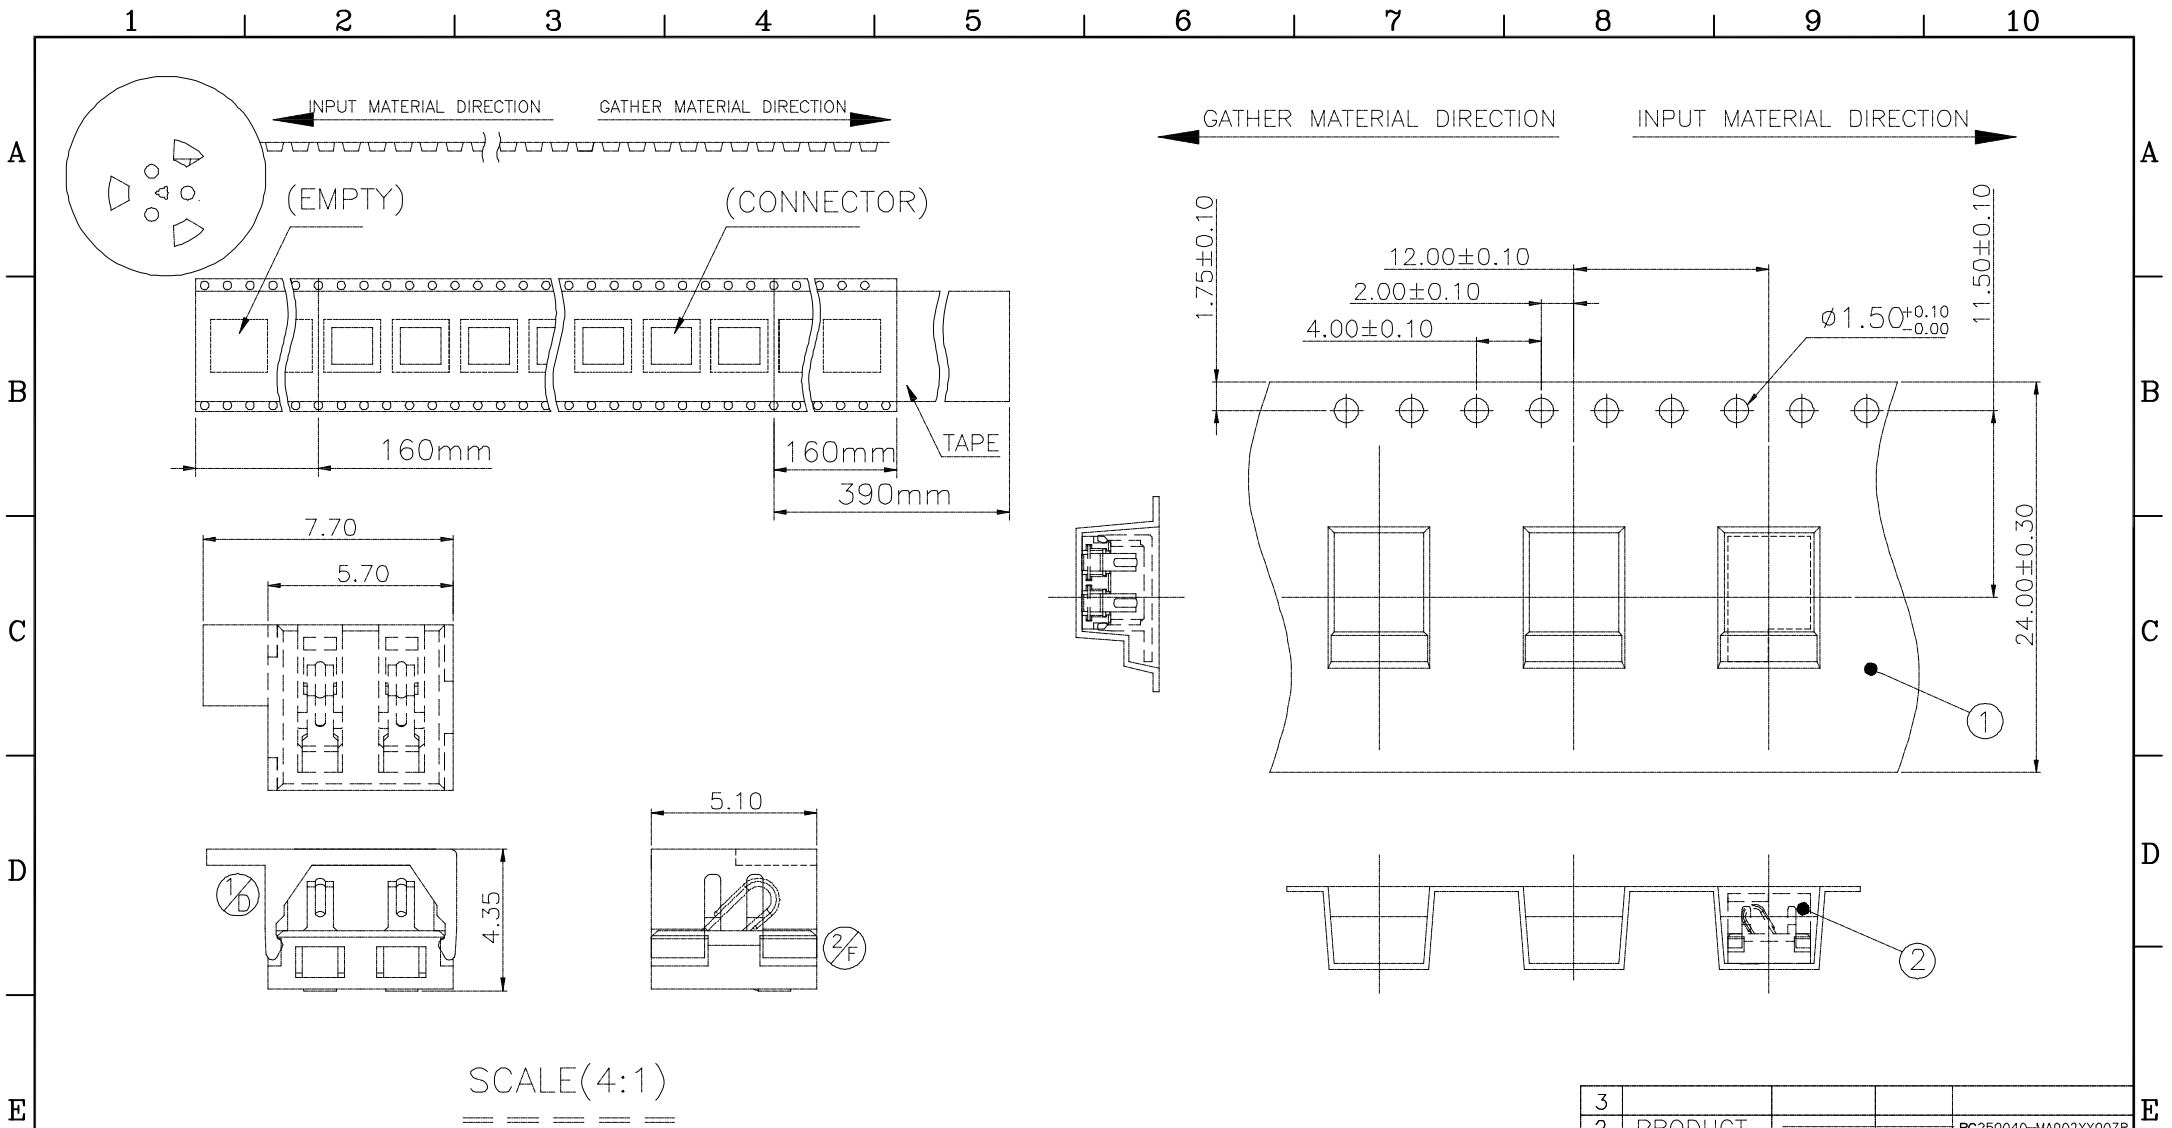 1 2 3 4 5 6 7 8 9 10
INPUT MATERIAL DIRECTION
GATHER MATERIAL DIRECTION
GATHER MATERIAL DIRECTION
INPUT MATERIAL DIRECTION
A
A
(EMPTY)
(CONNECTOR)
1.75±0.10
12.00±0.10
11.50±0.10
2.00±0.10
4.00±0.10
ø1.50 +0.10 -0.00
B
B
160mm
160mm
TAPE
390mm
7.70
5.70
24.00±0.30
C
C
1
5.10
D
D
1/D
4.35
2/F
2
SCALE(4:1)
E
E
3
2 PRODUCT